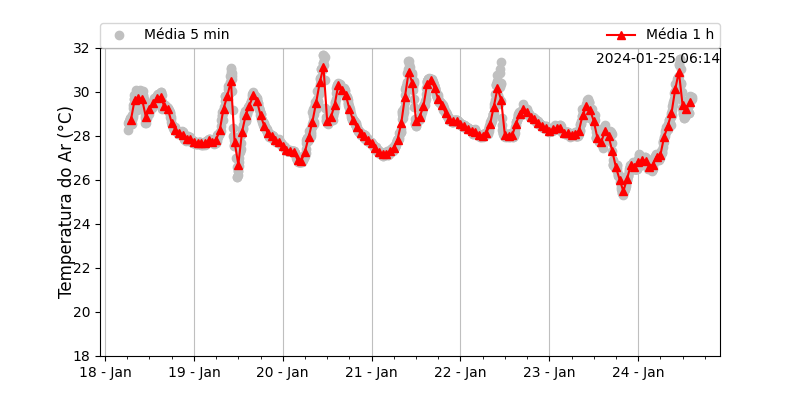 Média 5 min
Média 1 h
2024-01-25 06:14
Temperatura do Ar (°C)
32
30
28
26
24
22
20
18
18 - Jan
19 - Jan
20 - Jan
21 - Jan
22 - Jan
23 - Jan
24 - Jan